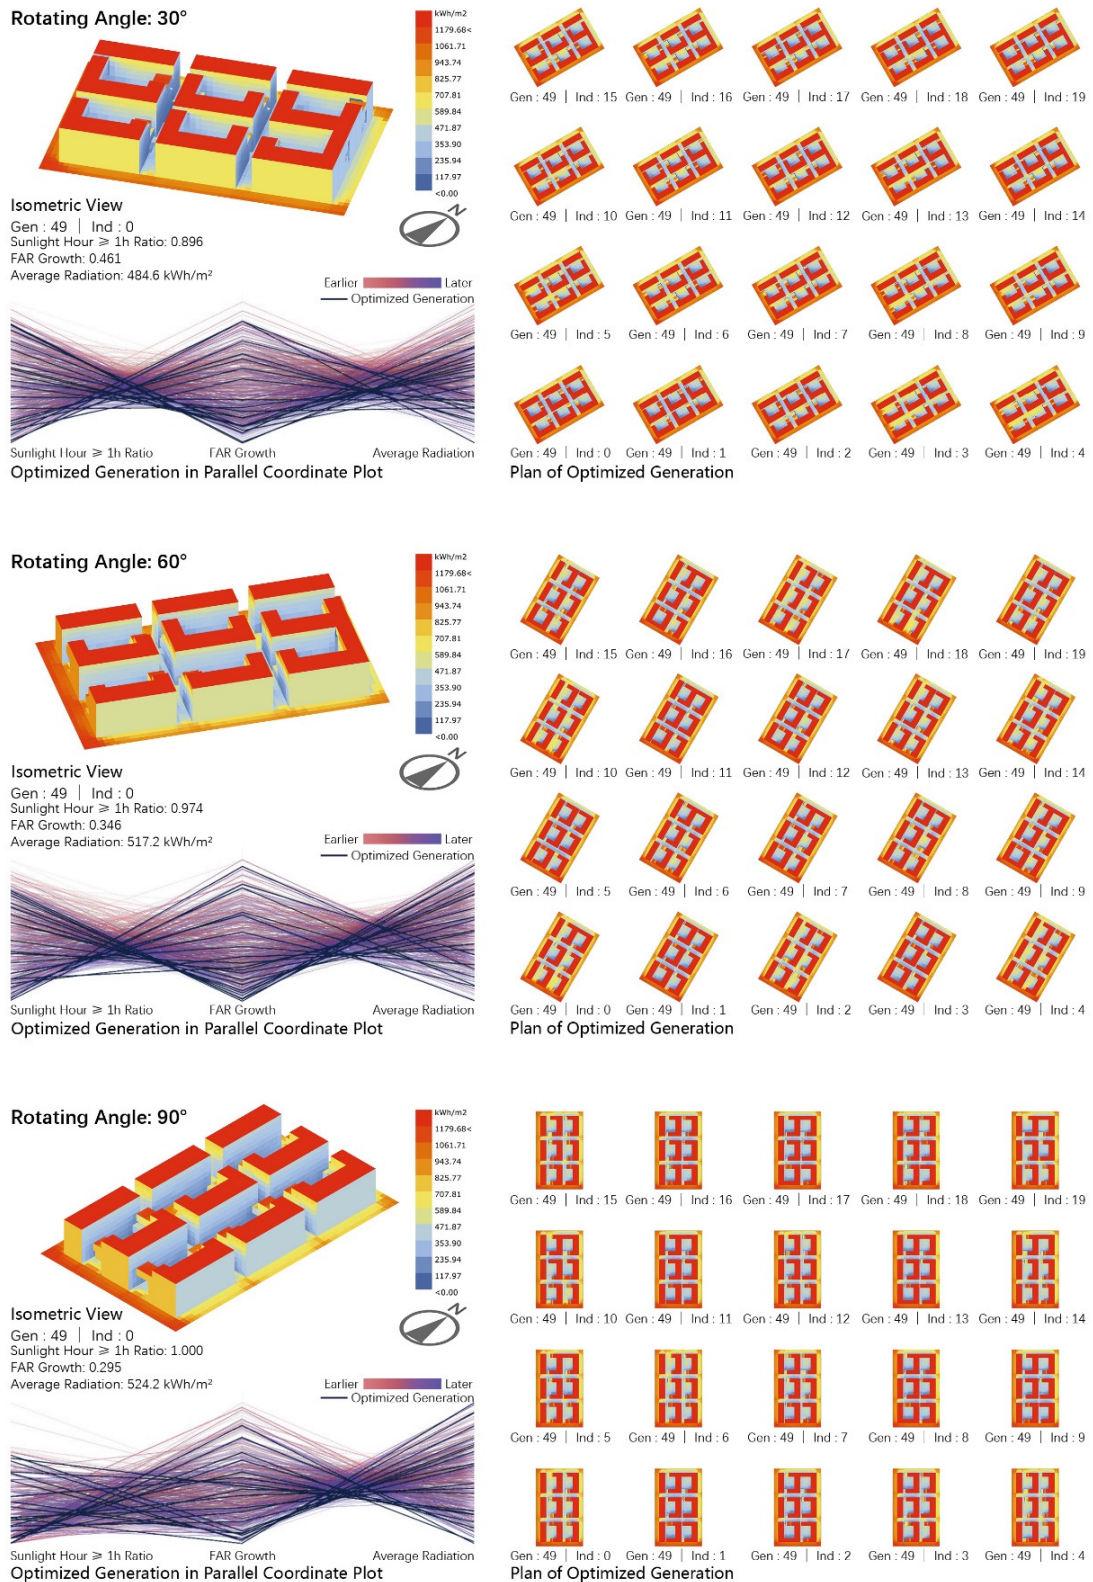 Rotating Angle: 30°
kWh/m2
1179.68<
1061.71
943.74
825.77
707.81
589.84
471.87
353.90
235.94
117.97
<0.00
N
Isometric View
Gen : 49 | Ind : 0
Sunlight Hour ≥ 1h Ratio: 0.896
FAR Growth: 0.461
Average Radiation: 484.6 kWh/m²
Earlier Later
Optimized Generation
Sunlight Hour ≥ 1h Ratio FAR Growth Average Radiation
Optimized Generation in Parallel Coordinate Plot
Gen : 49 | Ind : 15 Gen : 49 | Ind : 16 Gen : 49 | Ind : 17 Gen : 49 | Ind : 18 Gen : 49 | Ind : 19
Gen : 49 | Ind : 10 Gen : 49 | Ind : 11 Gen : 49 | Ind : 12 Gen : 49 | Ind : 13 Gen : 49 | Ind : 14
Gen : 49 | Ind : 5 Gen : 49 | Ind : 6 Gen : 49 | Ind : 7 Gen : 49 | Ind : 8 Gen : 49 | Ind : 9
Gen : 49 | Ind : 0 Gen : 49 | Ind : 1 Gen : 49 | Ind : 2 Gen : 49 | Ind : 3 Gen : 49 | Ind : 4
Plan of Optimized Generation
Rotating Angle: 60°
kWh/m2
1179.68<
1061.71
943.74
825.77
707.81
589.84
471.87
353.90
235.94
117.97
<0.00
N
Isometric View
Gen : 49 | Ind : 0
Sunlight Hour ≥ 1h Ratio: 0.974
FAR Growth: 0.346
Average Radiation: 517.2 kWh/m²
Earlier Later
Optimized Generation
Sunlight Hour ≥ 1h Ratio FAR Growth Average Radiation
Optimized Generation in Parallel Coordinate Plot
Gen : 49 | Ind : 15 Gen : 49 | Ind : 16 Gen : 49 | Ind : 17 Gen : 49 | Ind : 18 Gen : 49 | Ind : 19
Gen : 49 | Ind : 10 Gen : 49 | Ind : 11 Gen : 49 | Ind : 12 Gen : 49 | Ind : 13 Gen : 49 | Ind : 14
Gen : 49 | Ind : 5 Gen : 49 | Ind : 6 Gen : 49 | Ind : 7 Gen : 49 | Ind : 8 Gen : 49 | Ind : 9
Gen : 49 | Ind : 0 Gen : 49 | Ind : 1 Gen : 49 | Ind : 2 Gen : 49 | Ind : 3 Gen : 49 | Ind : 4
Plan of Optimized Generation
Rotating Angle: 90°
kWh/m2
1179.68<
1061.71
943.74
825.77
707.81
589.84
471.87
353.90
235.94
117.97
<0.00
N
Isometric View
Gen : 49 | Ind : 0
Sunlight Hour ≥ 1h Ratio: 1.000
FAR Growth: 0.295
Average Radiation: 524.2 kWh/m²
Earlier Later
Optimized Generation
Sunlight Hour ≥ 1h Ratio FAR Growth Average Radiation
Optimized Generation in Parallel Coordinate Plot
Gen : 49 | Ind : 15 Gen : 49 | Ind : 16 Gen : 49 | Ind : 17 Gen : 49 | Ind : 18 Gen : 49 | Ind : 19
Gen : 49 | Ind : 10 Gen : 49 | Ind : 11 Gen : 49 | Ind : 12 Gen : 49 | Ind : 13 Gen : 49 | Ind : 14
Gen : 49 | Ind : 5 Gen : 49 | Ind : 6 Gen : 49 | Ind : 7 Gen : 49 | Ind : 8 Gen : 49 | Ind : 9
Gen : 49 | Ind : 0 Gen : 49 | Ind : 1 Gen : 49 | Ind : 2 Gen : 49 | Ind : 3 Gen : 49 | Ind : 4
Plan of Optimized Generation